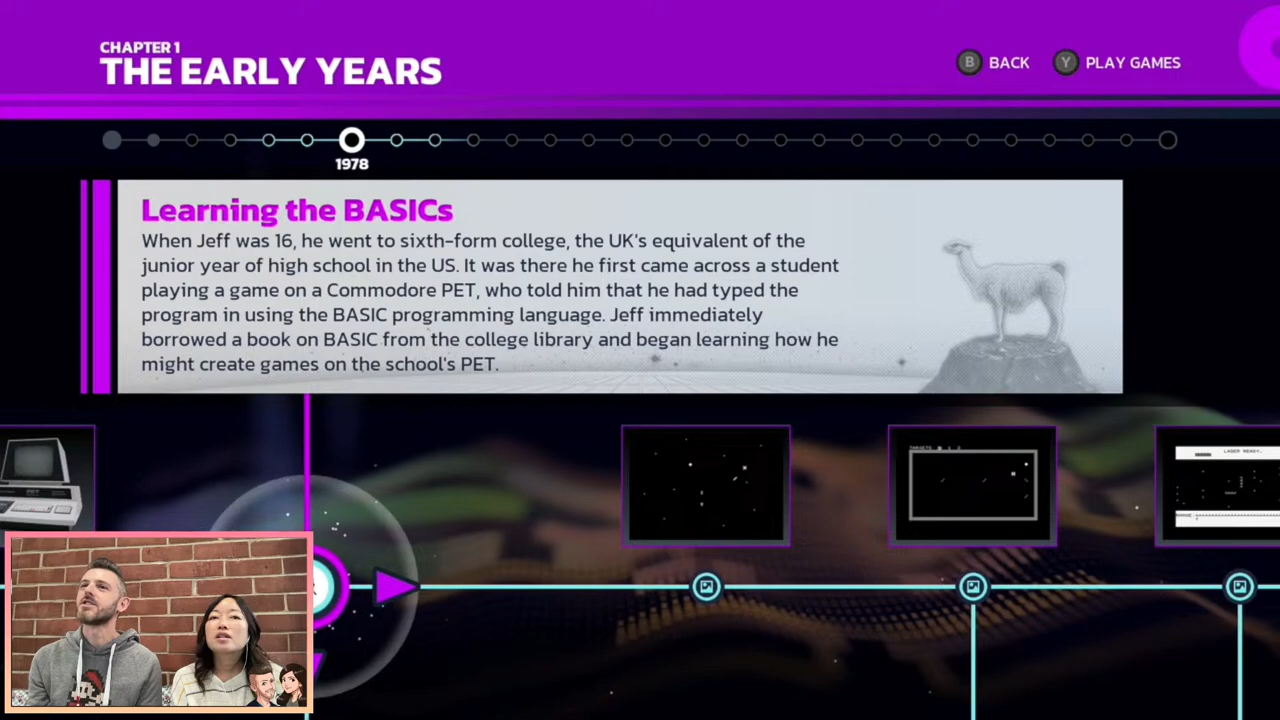 CHAPTER 1
THE EARLY YEARS
B BACK Y PLAY GAMES
1978
Learning the BASICs
When Jeff was 16, he went to sixth-form college, the UK's equivalent of the
junior year of high school in the US. It was there he first came across a student
playing a game on a Commodore PET, who told him that he had typed the
program in using the BASIC programming language. Jeff immediately
borrowed a book on BASIC from the college library and began learning how he
might create games on the school's PET.
TARGETS
LASER READY.